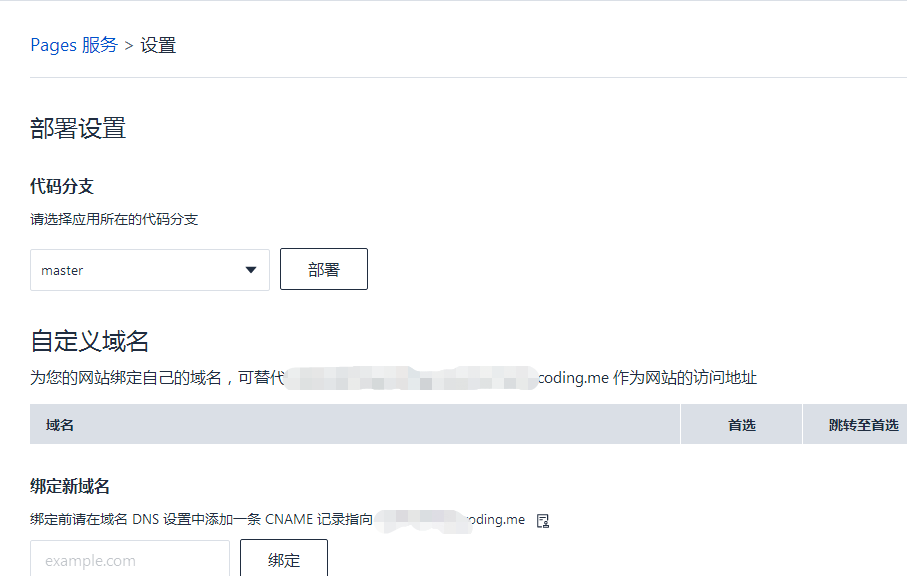 Pages 服务 > 设置
部署设置
代码分支
请选择应用所在的代码分支
master 部署
自定义域名
为您的网站绑定自己的域名，可替代 coding.me 作为网站的访问地址
域名 首选 跳转至首选
绑定新域名
绑定前请在域名 DNS 设置中添加一条 CNAME 记录指向 oding.me
example.com 绑定